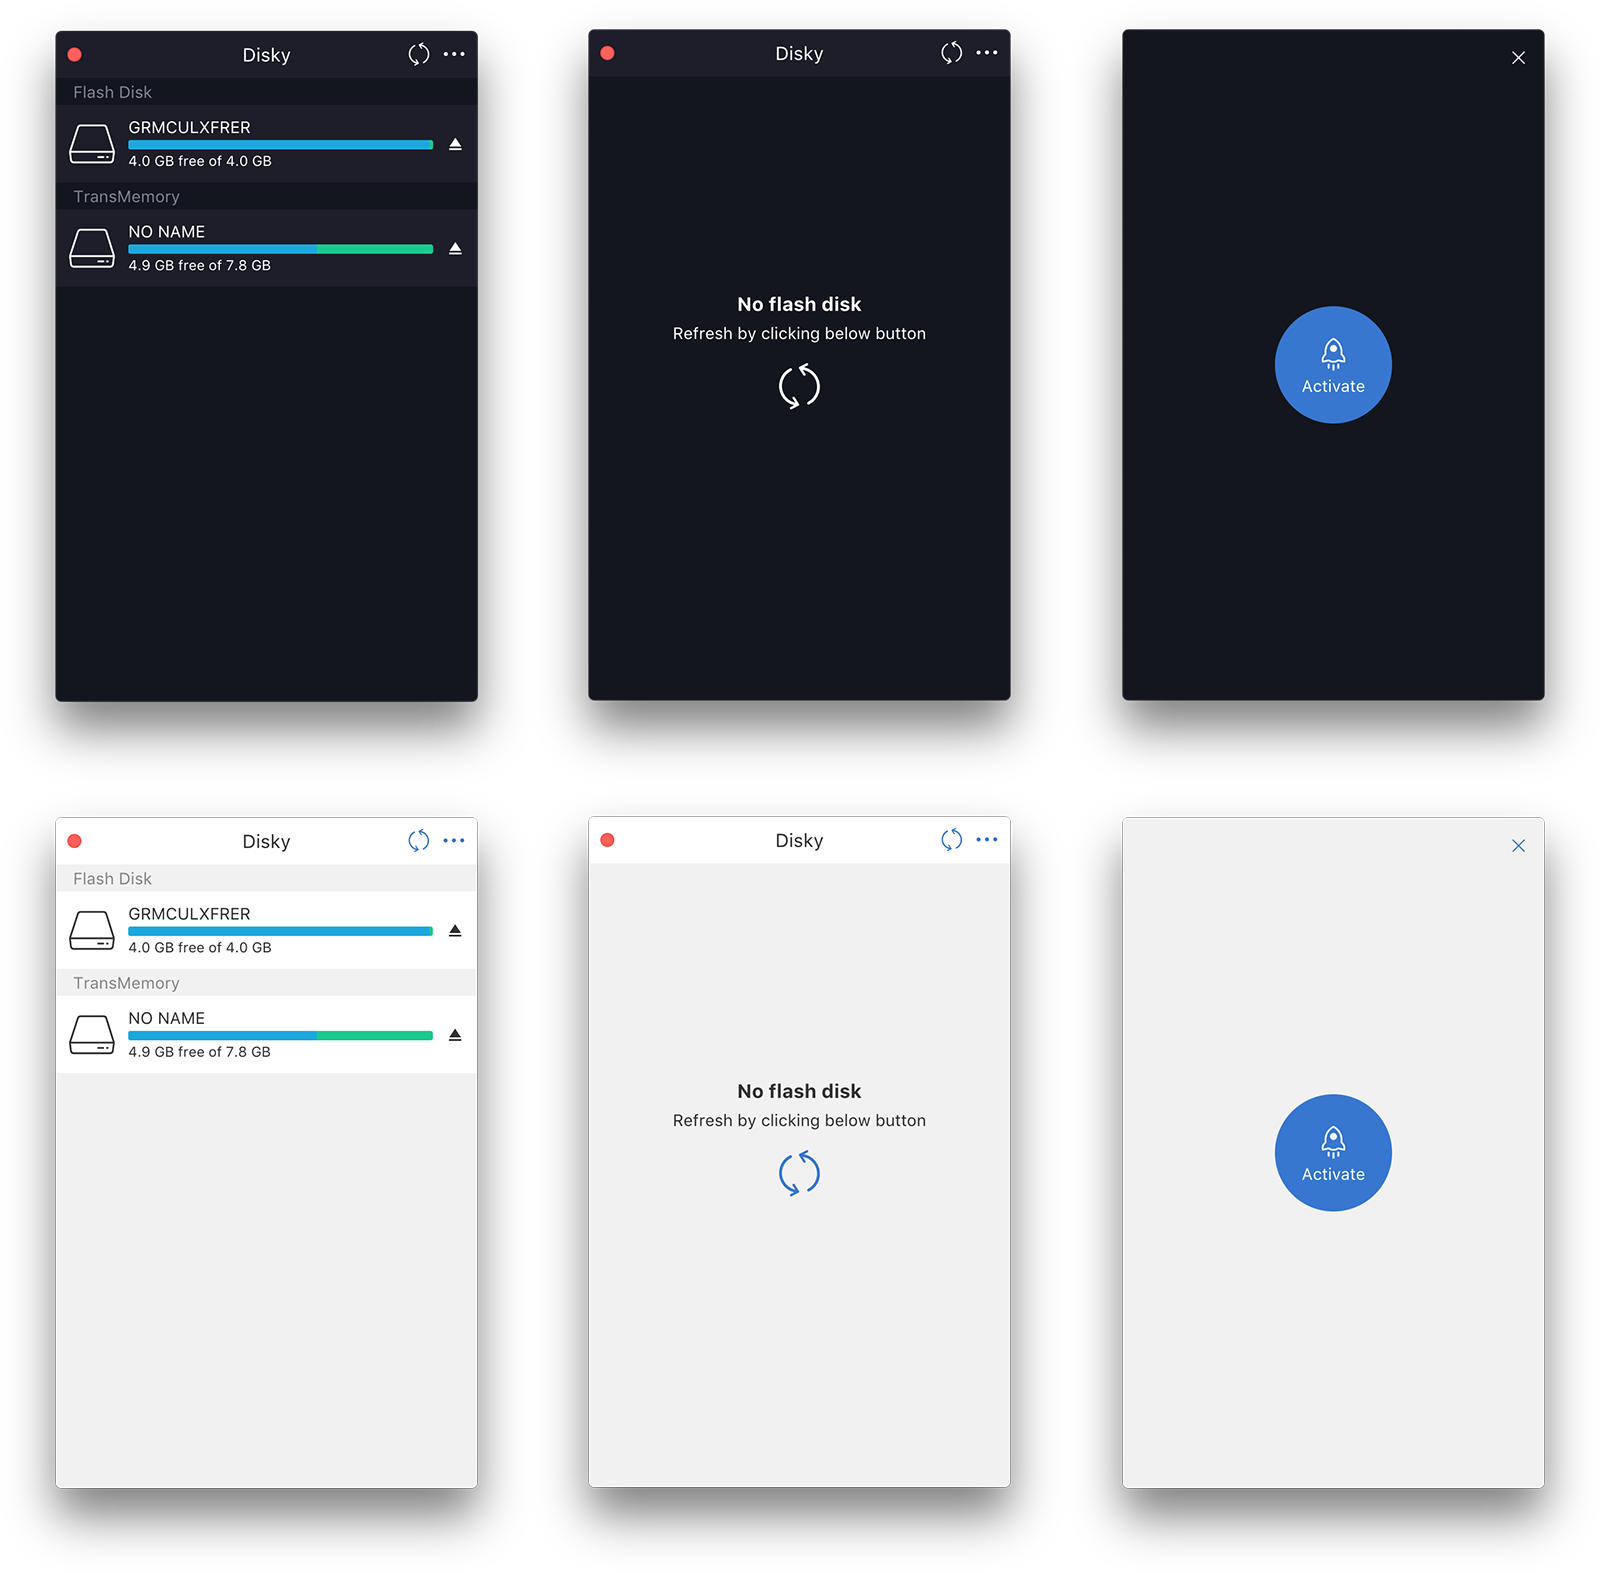 Disky
Flash Disk
GRMCULXFRER
4.0 GB free of 4.0 GB
TransMemory
NO NAME
4.9 GB free of 7.8 GB
Disky
No flash disk
Refresh by clicking below button
Activate
Disky
Flash Disk
GRMCULXFRER
4.0 GB free of 4.0 GB
TransMemory
NO NAME
4.9 GB free of 7.8 GB
Disky
No flash disk
Refresh by clicking below button
Activate